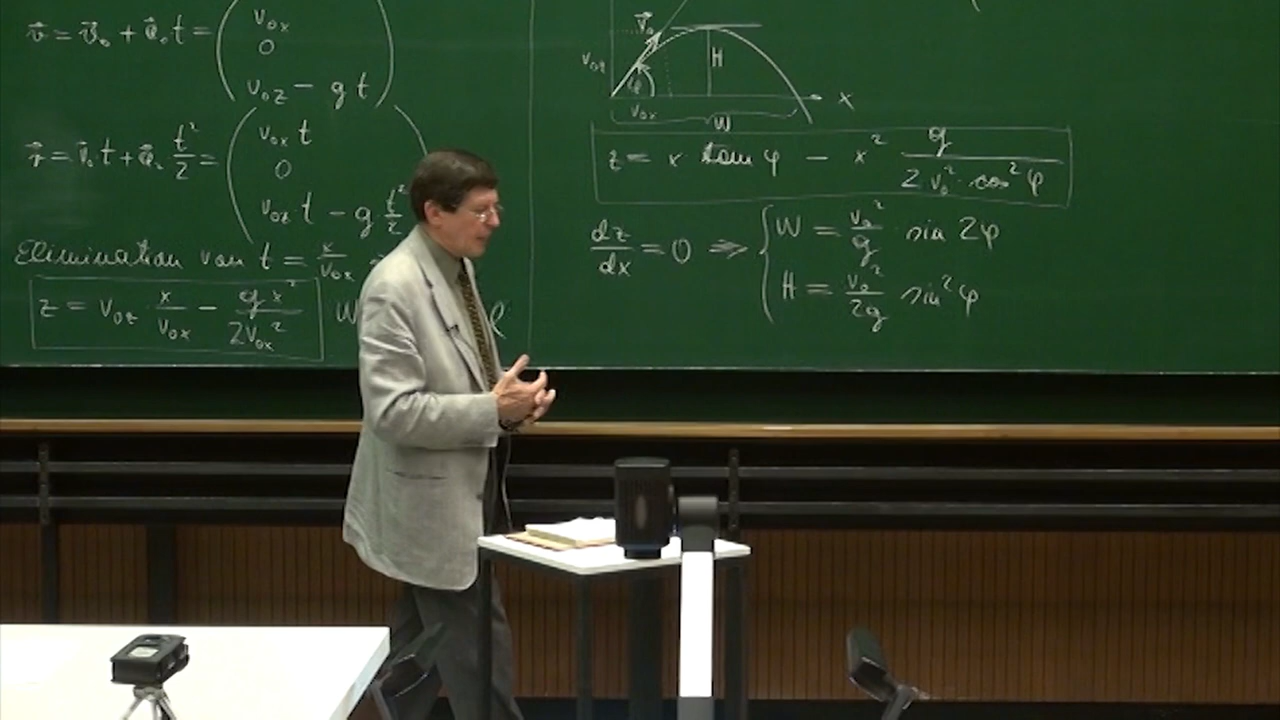 v⃗ = v⃗₀ + a⃗₀ t = ( v₀ₓ
0
v₀z − g t )
r⃗ = v⃗₀ t + a⃗₀ t²/2 = ( v₀ₓ t
0
v₀z t − g t²/2
Elimination von t = x/v₀ₓ
z = v₀z x/v₀ₓ − g x²/2v₀ₓ²
v⃗₀
H
v₀z
φ
x
v₀ₓ
W
z = x tan φ − x² g/(2 v₀² · cos² φ)
dz/dx = 0 ⇒ { W = v₀²/g sin 2φ
H = v₀²/2g sin² φ